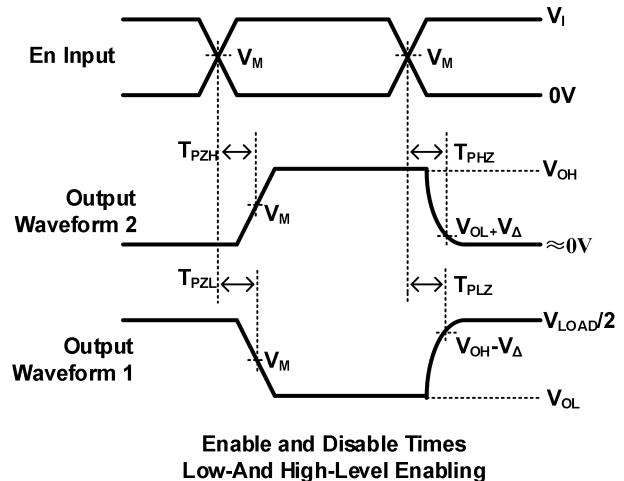 V_I
En Input
V_M
V_M
0V
T_PZH
T_PHZ
V_OH
Output
Waveform 2
V_M
V_OL+V_Δ
≈0V
T_PZL
T_PLZ
V_LOAD/2
Output
Waveform 1
V_M
V_OH-V_Δ
V_OL
Enable and Disable Times
Low-And High-Level Enabling